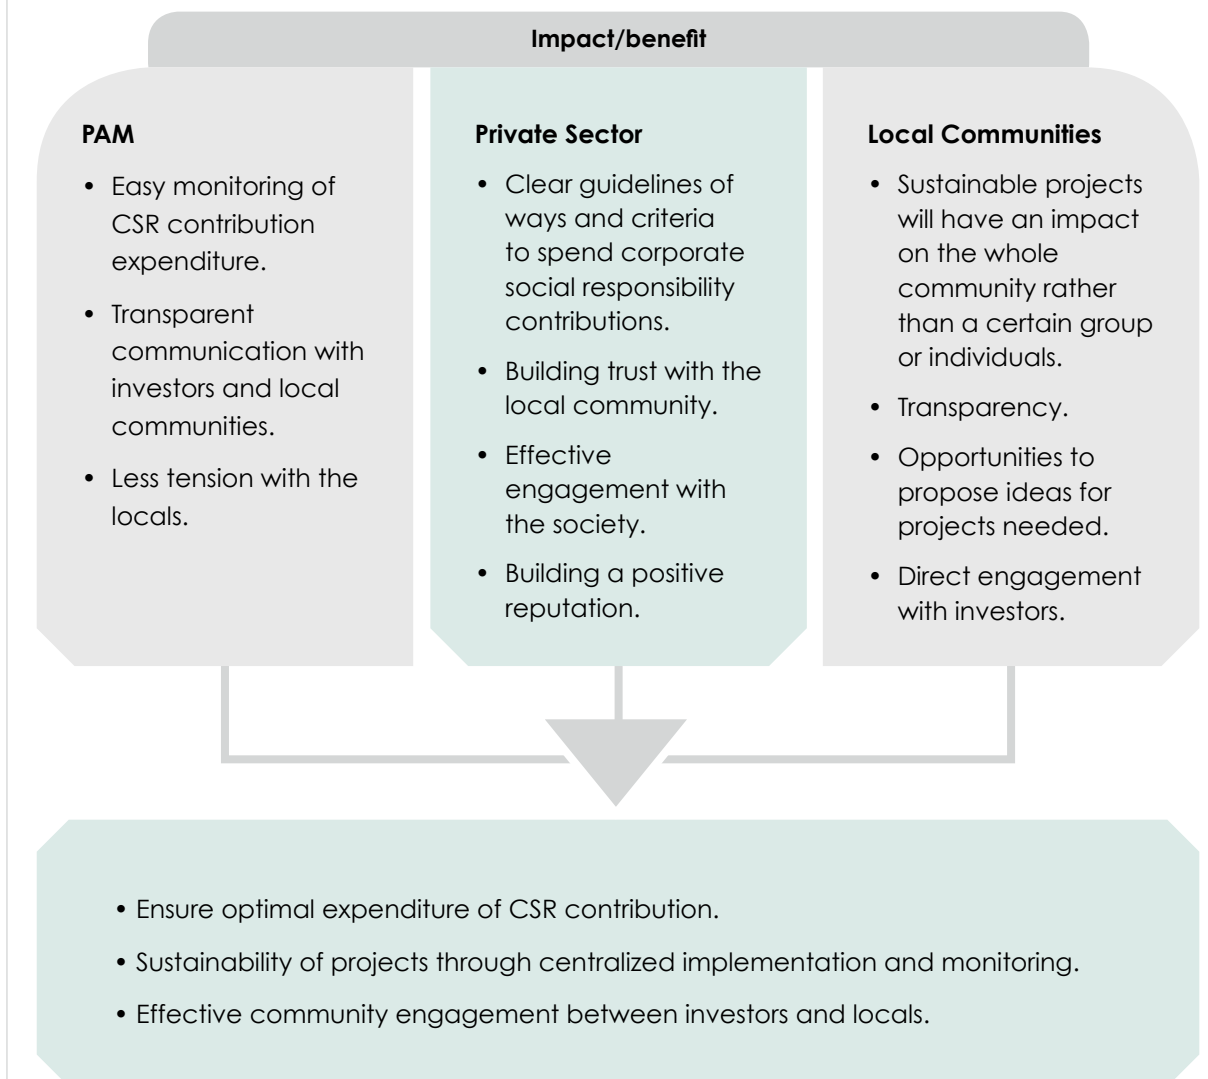 Impact/benefit
PAM
• Easy monitoring of
CSR contribution
expenditure.
• Transparent
communication with
investors and local
communities.
• Less tension with the
locals.
Private Sector
• Clear guidelines of
ways and criteria
to spend corporate
social responsibility
contributions.
• Building trust with the
local community.
• Effective
engagement with
the society.
• Building a positive
reputation.
Local Communities
• Sustainable projects
will have an impact
on the whole
community rather
than a certain group
or individuals.
• Transparency.
• Opportunities to
propose ideas for
projects needed.
• Direct engagement
with investors.
• Ensure optimal expenditure of CSR contribution.
• Sustainability of projects through centralized implementation and monitoring.
• Effective community engagement between investors and locals.